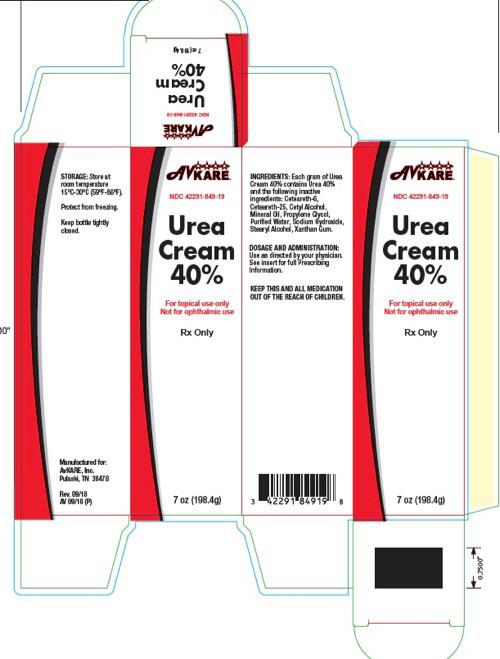 7 oz (198.4g)
Urea
Cream
40%
NDC 42291-849-19
AVKARE
STORAGE: Store at
room temperature
15°C-30°C (59°F-86°F).
Protect from freezing.
Keep bottle tightly
closed.
Manufactured for:
AvKARE, Inc.
Pulaski, TN 38478
Rev. 09/18
AV 09/18 (P)
AVKARE
NDC 42291-849-19
Urea
Cream
40%
For topical use only
Not for ophthalmic use
Rx Only
7 oz (198.4g)
INGREDIENTS: Each gram of Urea
Cream 40% contains Urea 40%
and the following inactive
ingredients: Ceteareth-6,
Ceteareth-25, Cetyl Alcohol,
Mineral Oil, Propylene Glycol,
Purified Water, Sodium Hydroxide,
Stearyl Alcohol, Xanthan Gum.
DOSAGE AND ADMINISTRATION:
Use as directed by your physician.
See insert for full Prescribing
Information.
KEEP THIS AND ALL MEDICATION
OUT OF THE REACH OF CHILDREN.
3 42291 84919 8
AVKARE
NDC 42291-849-19
Urea
Cream
40%
For topical use only
Not for ophthalmic use
Rx Only
7 oz (198.4g)
0.7500"